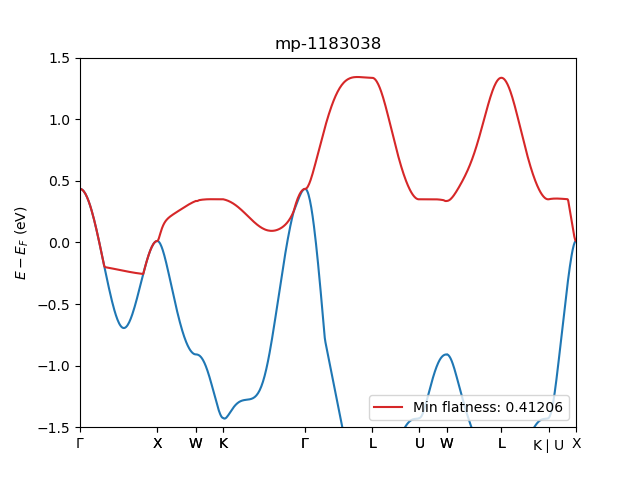 mp-1183038
E − E_F (eV)
1.5
1.0
0.5
0.0
−0.5
−1.0
−1.5
Min flatness: 0.41206
Γ X W K Γ L U W L K | U X